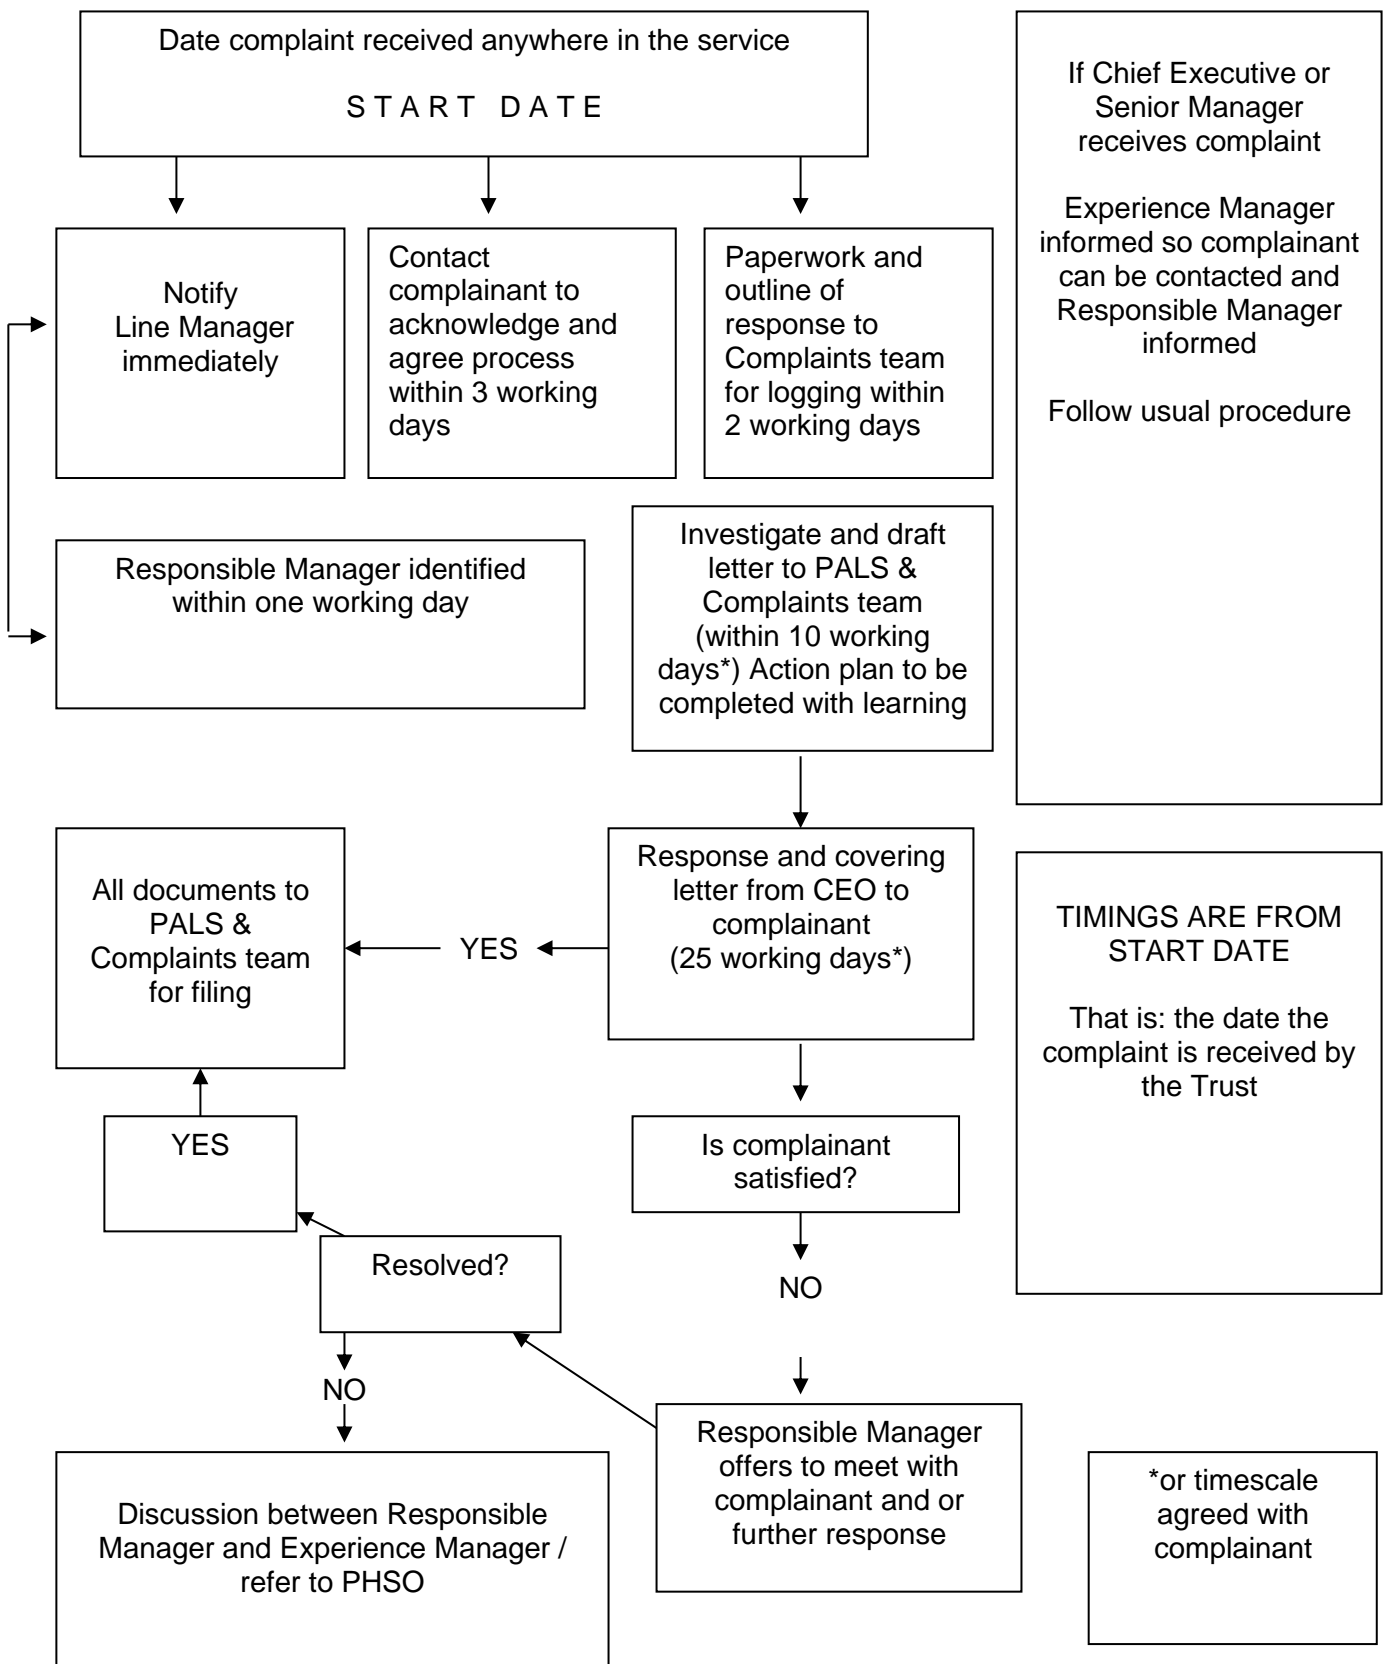 Date complaint received anywhere in the service
START DATE
If Chief Executive or
Senior Manager
receives complaint
Experience Manager
informed so complainant
can be contacted and
Responsible Manager
informed
Follow usual procedure
Notify
Line Manager
immediately
Contact
complainant to
acknowledge and
agree process
within 3 working
days
Paperwork and
outline of
response to
Complaints team
for logging within
2 working days
Responsible Manager identified
within one working day
Investigate and draft
letter to PALS &
Complaints team
(within 10 working
days*) Action plan to be
completed with learning
All documents to
PALS &
Complaints team
for filing
YES
Response and covering
letter from CEO to
complainant
(25 working days*)
TIMINGS ARE FROM
START DATE
That is: the date the
complaint is received by
the Trust
YES
Is complainant
satisfied?
Resolved?
NO
NO
Responsible Manager
offers to meet with
complainant and or
further response
Discussion between Responsible
Manager and Experience Manager /
refer to PHSO
*or timescale
agreed with
complainant